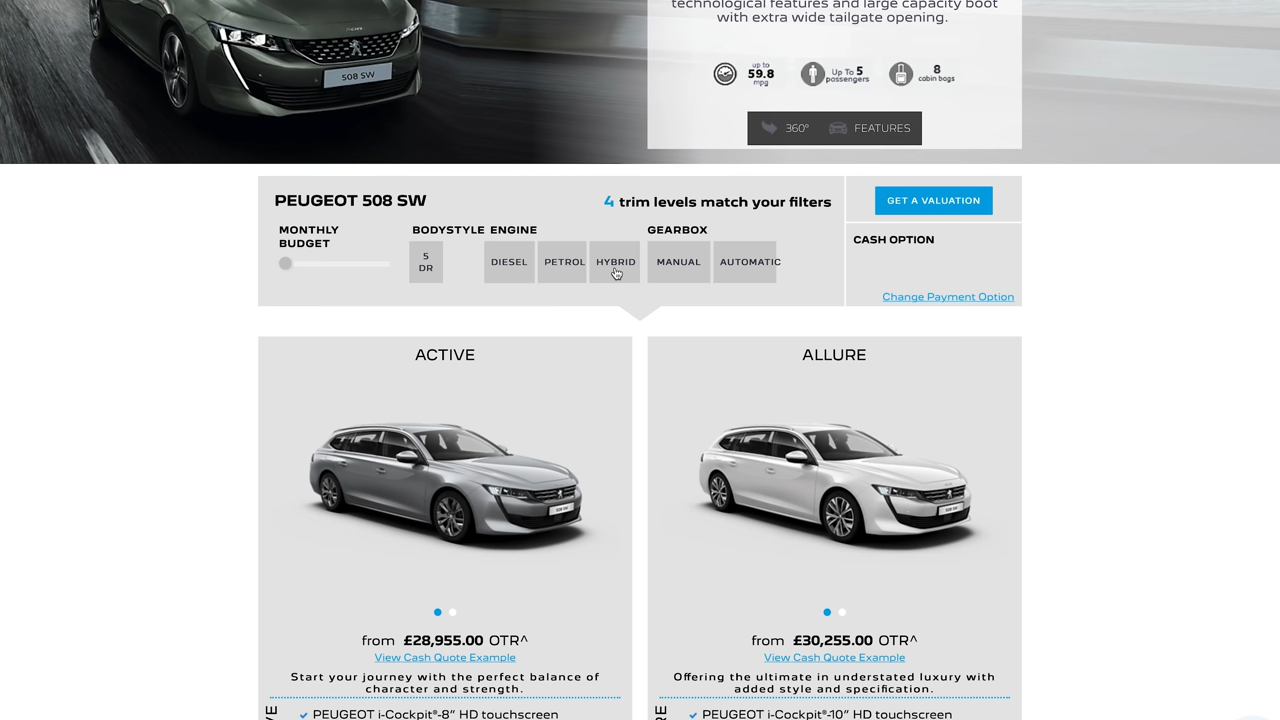 technological features and large capacity boot
with extra wide tailgate opening.
up to
59.8
mpg
Up To 5
passengers
8
cabin bags
508 SW
360°
FEATURES
PEUGEOT 508 SW
4 trim levels match your filters
GET A VALUATION
MONTHLY
BUDGET
BODYSTYLE
ENGINE
GEARBOX
CASH OPTION
5
DR
DIESEL
PETROL
HYBRID
MANUAL
AUTOMATIC
Change Payment Option
ACTIVE
ALLURE
508 SW
508 SW
from £28,955.00 OTR^
from £30,255.00 OTR^
View Cash Quote Example
View Cash Quote Example
Start your journey with the perfect balance of
character and strength.
Offering the ultimate in understated luxury with
added style and specification.
PEUGEOT i-Cockpit®-8” HD touchscreen
PEUGEOT i-Cockpit®-10” HD touchscreen